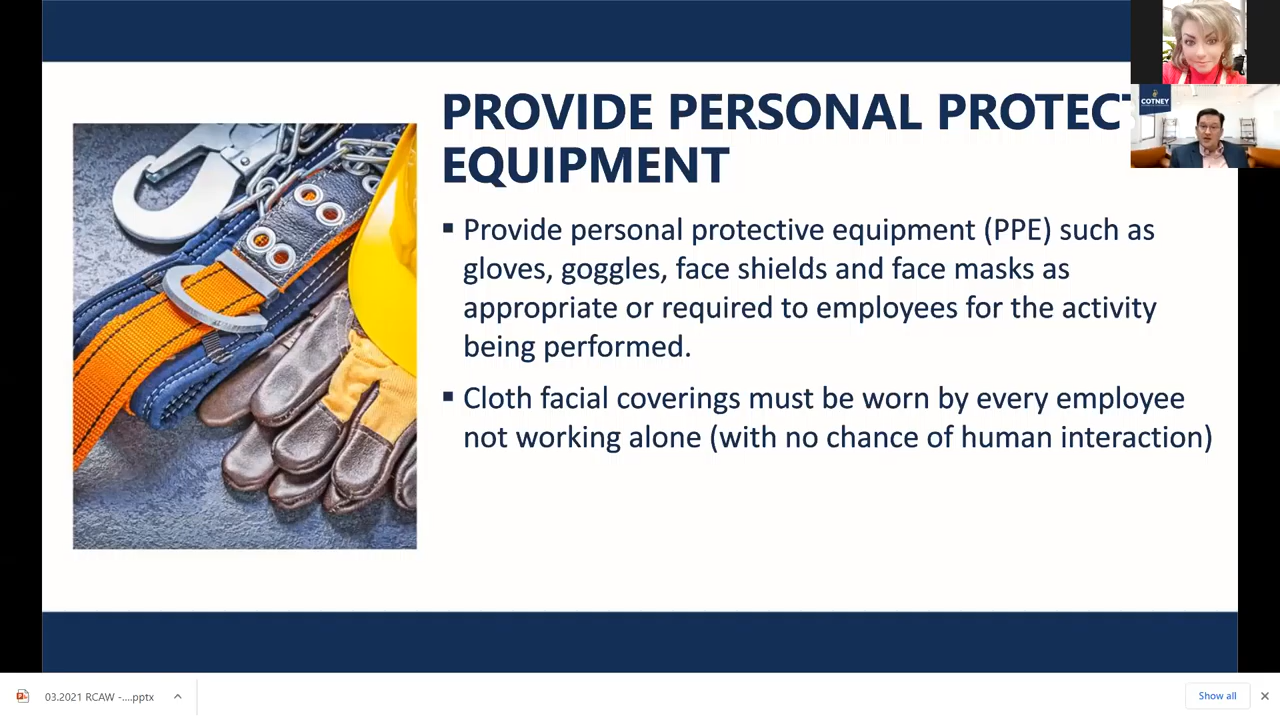 PROVIDE PERSONAL PROTEC
EQUIPMENT
▪ Provide personal protective equipment (PPE) such as
gloves, goggles, face shields and face masks as
appropriate or required to employees for the activity
being performed.
▪ Cloth facial coverings must be worn by every employee
not working alone (with no chance of human interaction)
COTNEY
03.2021 RCAW -....pptx
Show all